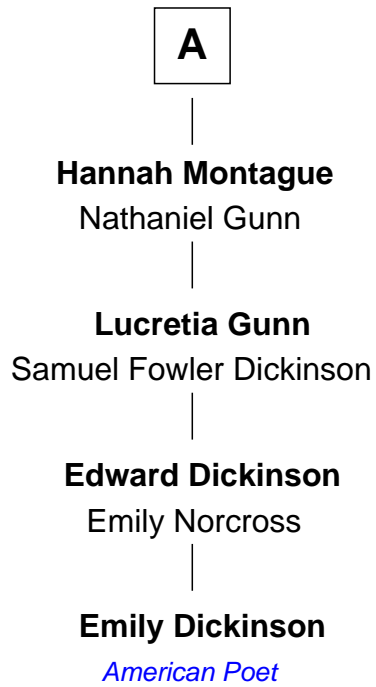 A
Hannah Montague
Nathaniel Gunn
Lucretia Gunn
Samuel Fowler Dickinson
Edward Dickinson
Emily Norcross
Emily Dickinson
American Poet